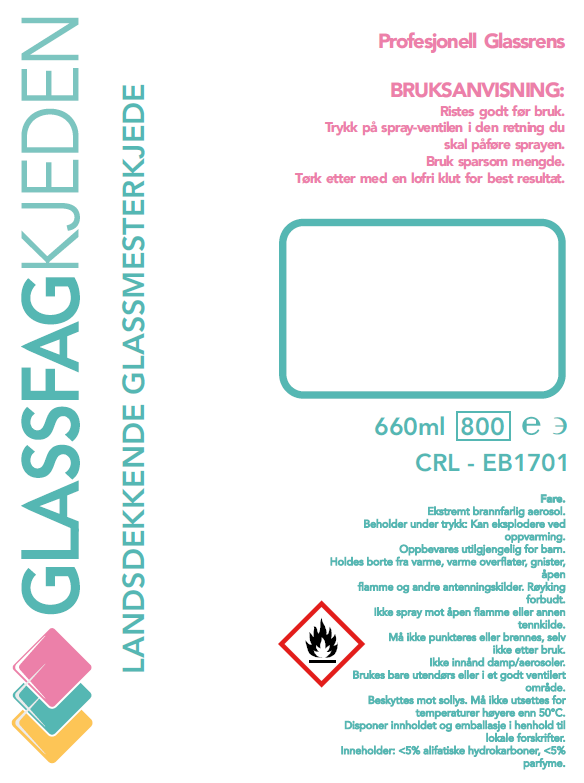 GLASSFAGKJEDEN
LANDSDEKKENDE GLASSMESTERKJEDE
Profesjonell Glassrens
BRUKSANVISNING:
Ristes godt før bruk.
Trykk på spray-ventilen i den retning du
skal påføre sprayen.
Bruk sparsom mengde.
Tørk etter med en lofri klut for best resultat.
660ml 800 ℮ ϶
CRL - EB1701
Fare.
Ekstremt brannfarlig aerosol.
Beholder under trykk: Kan eksplodere ved
oppvarming.
Oppbevares utilgjengelig for barn.
Holdes borte fra varme, varme overflater, gnister,
åpen
flamme og andre antenningskilder. Røyking
forbudt.
Ikke spray mot åpen flamme eller annen
tennkilde.
Må ikke punkteres eller brennes, selv
ikke etter bruk.
Ikke innånd damp/aerosoler.
Brukes bare utendørs eller i et godt ventilert
område.
Beskyttes mot sollys. Må ikke utsettes for
temperaturer høyere enn 50°C.
Disponer innholdet og emballasje i henhold til
lokale forskrifter.
Inneholder: <5% alifatiske hydrokarboner, <5%
parfyme.